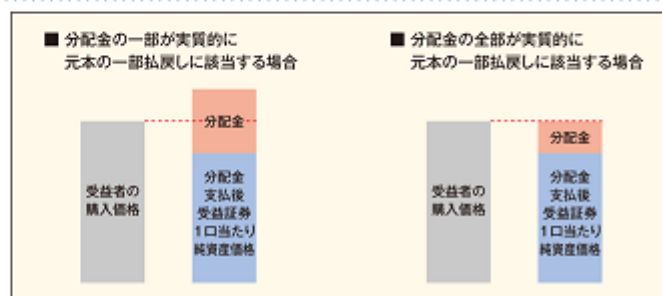 ■ 分配金の一部が実質的に
元本の一部払戻しに該当する場合
分配金
受益者の
購入価格
分配金
支払後
受益証券
1口当たり
純資産価格
■ 分配金の全部が実質的に
元本の一部払戻しに該当する場合
分配金
受益者の
購入価格
分配金
支払後
受益証券
1口当たり
純資産価格